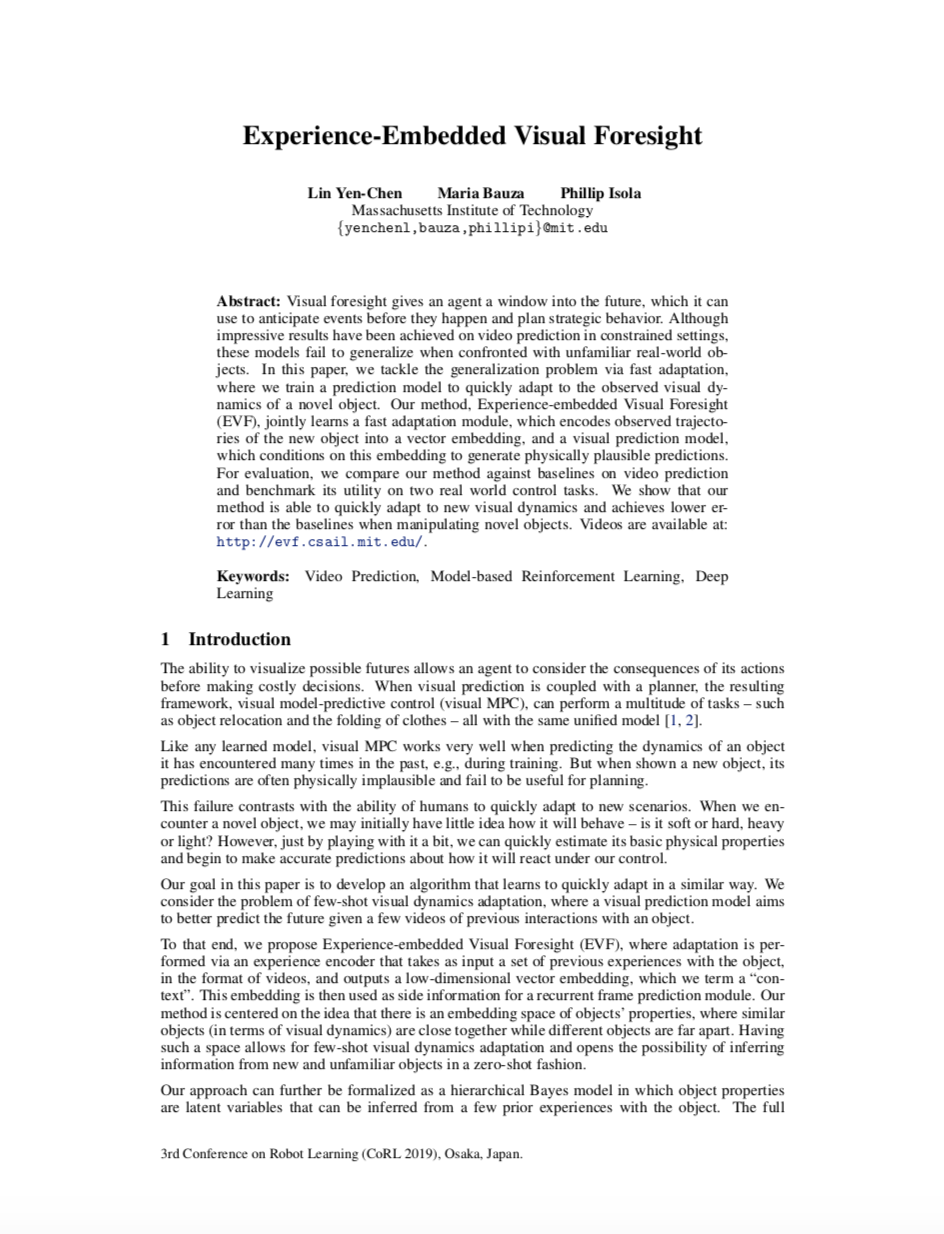 Experience-Embedded Visual Foresight
Lin Yen-Chen Maria Bauza Phillip Isola
Massachusetts Institute of Technology
{yenchenl,bauza,phillipi}@mit.edu
Abstract: Visual foresight gives an agent a window into the future, which it can
use to anticipate events before they happen and plan strategic behavior. Although
impressive results have been achieved on video prediction in constrained settings,
these models fail to generalize when confronted with unfamiliar real-world ob-
jects. In this paper, we tackle the generalization problem via fast adaptation,
where we train a prediction model to quickly adapt to the observed visual dy-
namics of a novel object. Our method, Experience-embedded Visual Foresight
(EVF), jointly learns a fast adaptation module, which encodes observed trajecto-
ries of the new object into a vector embedding, and a visual prediction model,
which conditions on this embedding to generate physically plausible predictions.
For evaluation, we compare our method against baselines on video prediction
and benchmark its utility on two real world control tasks. We show that our
method is able to quickly adapt to new visual dynamics and achieves lower er-
ror than the baselines when manipulating novel objects. Videos are available at:
http://evf.csail.mit.edu/.
Keywords: Video Prediction, Model-based Reinforcement Learning, Deep
Learning
1 Introduction
The ability to visualize possible futures allows an agent to consider the consequences of its actions
before making costly decisions. When visual prediction is coupled with a planner, the resulting
framework, visual model-predictive control (visual MPC), can perform a multitude of tasks – such
as object relocation and the folding of clothes – all with the same unified model [1, 2].
Like any learned model, visual MPC works very well when predicting the dynamics of an object
it has encountered many times in the past, e.g., during training. But when shown a new object, its
predictions are often physically implausible and fail to be useful for planning.
This failure contrasts with the ability of humans to quickly adapt to new scenarios. When we en-
counter a novel object, we may initially have little idea how it will behave – is it soft or hard, heavy
or light? However, just by playing with it a bit, we can quickly estimate its basic physical properties
and begin to make accurate predictions about how it will react under our control.
Our goal in this paper is to develop an algorithm that learns to quickly adapt in a similar way. We
consider the problem of few-shot visual dynamics adaptation, where a visual prediction model aims
to better predict the future given a few videos of previous interactions with an object.
To that end, we propose Experience-embedded Visual Foresight (EVF), where adaptation is per-
formed via an experience encoder that takes as input a set of previous experiences with the object,
in the format of videos, and outputs a low-dimensional vector embedding, which we term a “con-
text”. This embedding is then used as side information for a recurrent frame prediction module. Our
method is centered on the idea that there is an embedding space of objects’ properties, where similar
objects (in terms of visual dynamics) are close together while different objects are far apart. Having
such a space allows for few-shot visual dynamics adaptation and opens the possibility of inferring
information from new and unfamiliar objects in a zero-shot fashion.
Our approach can further be formalized as a hierarchical Bayes model in which object properties
are latent variables that can be inferred from a few prior experiences with the object. The full
3rd Conference on Robot Learning (CoRL 2019), Osaka, Japan.